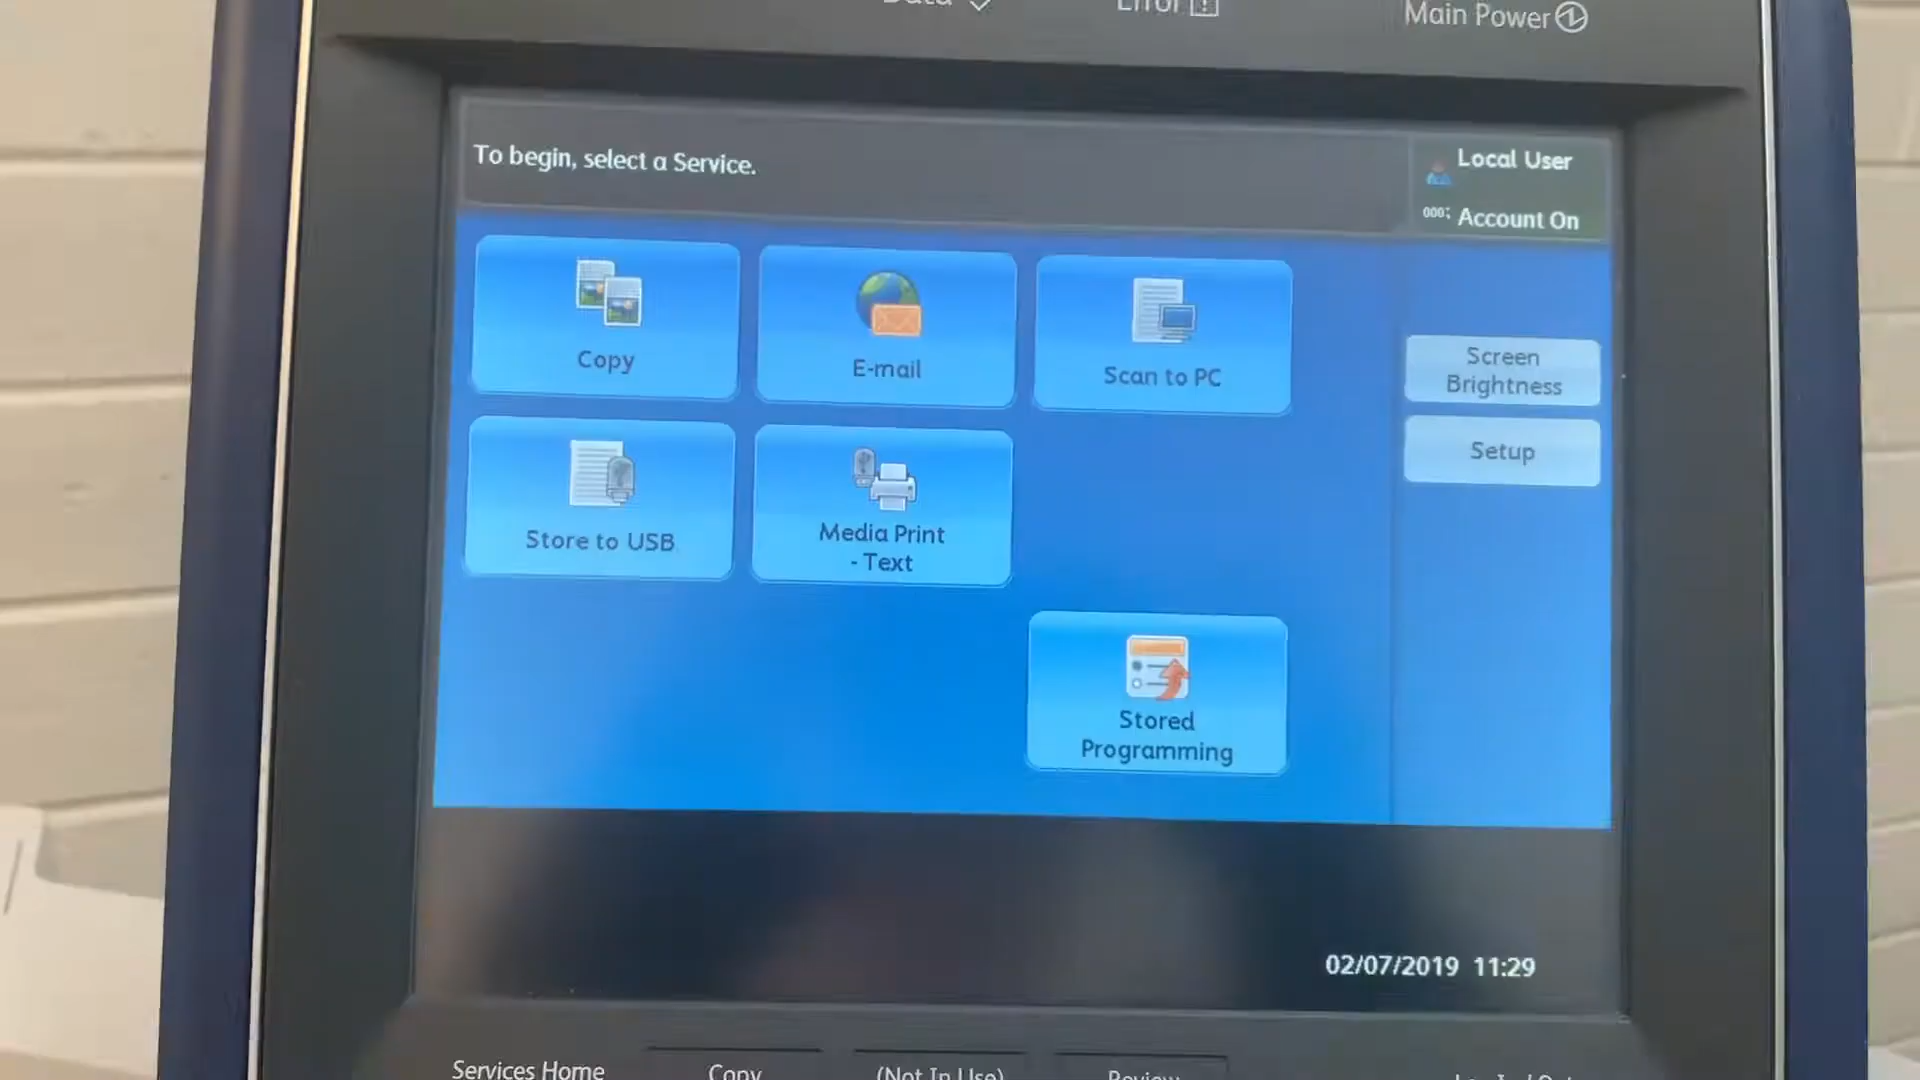 Data
Error
Main Power
To begin, select a Service.
Local User
Account On
Copy
E-mail
Scan to PC
Screen
Brightness
Setup
Store to USB
Media Print
- Text
Stored
Programming
02/07/2019 11:29
Services Home
Copy
(Not In Use)
Review